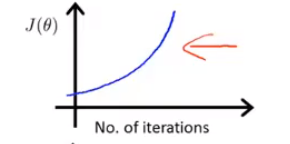 J(θ)
No. of iterations